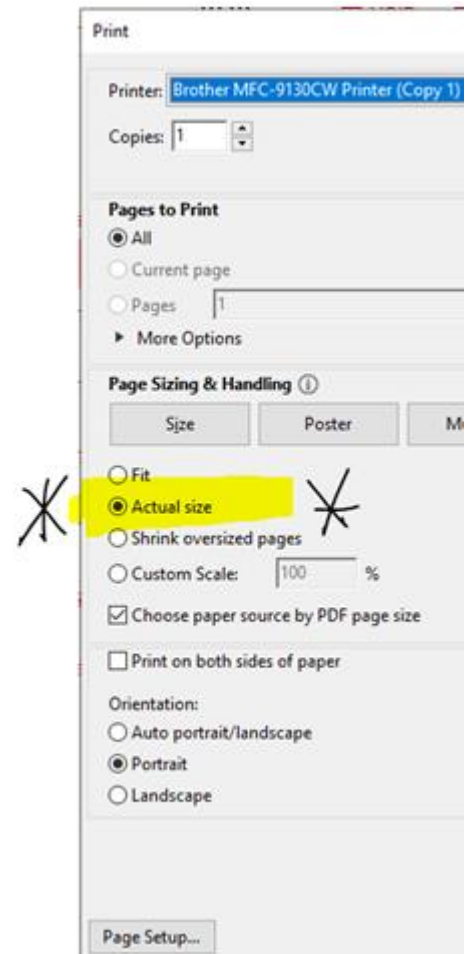 Print
Printer: Brother MFC-9130CW Printer (Copy 1)
Copies: 1
Pages to Print
All
Current page
Pages 1
More Options
Page Sizing & Handling
Size Poster
Fit
Actual size
Shrink oversized pages
Custom Scale: 100 %
Choose paper source by PDF page size
Print on both sides of paper
Orientation:
Auto portrait/landscape
Portrait
Landscape
Page Setup...